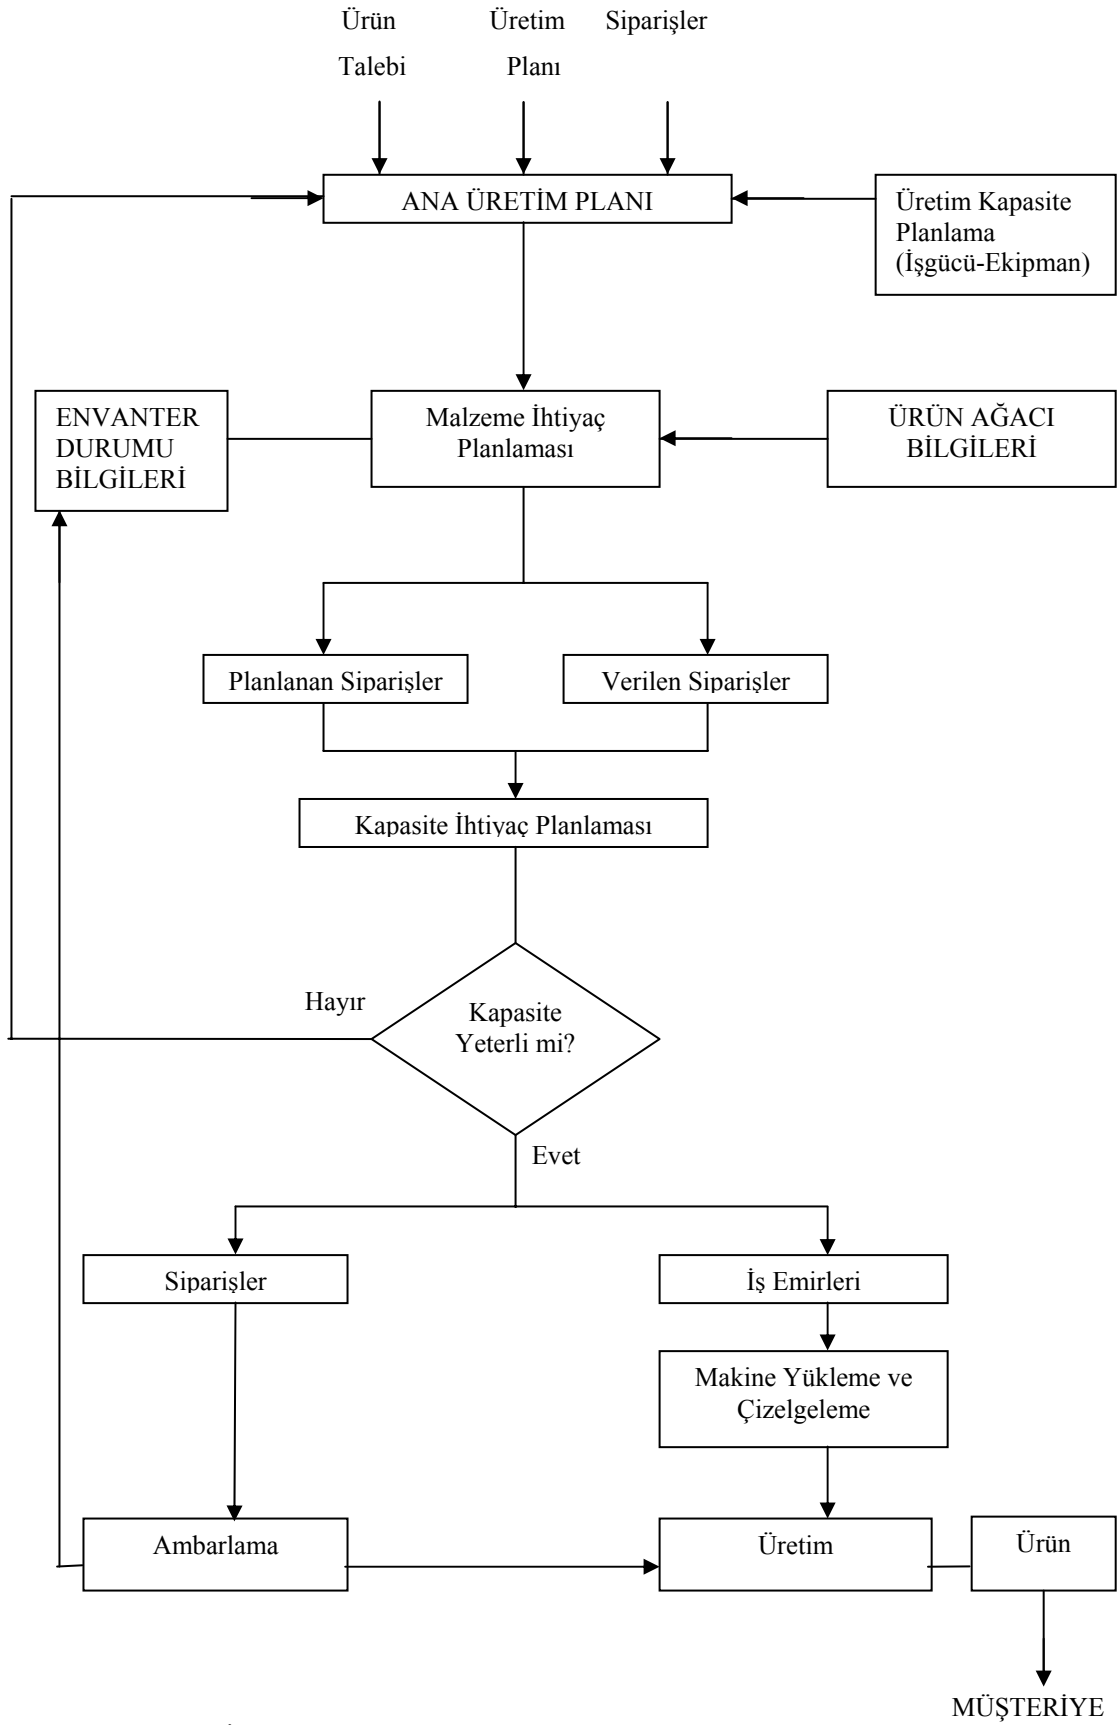 Ürün Üretim Siparişler
Talebi Planı
ANA ÜRETİM PLANI
Üretim Kapasite
Planlama
(İşgücü-Ekipman)
ENVANTER
DURUMU
BİLGİLERİ
Malzeme İhtiyaç
Planlaması
ÜRÜN AĞACI
BİLGİLERİ
Planlanan Siparişler
Verilen Siparişler
Kapasite İhtiyaç Planlaması
Hayır
Kapasite
Yeterli mi?
Evet
Siparişler
İş Emirleri
Makine Yükleme ve
Çizelgeleme
Ambarlama
Üretim
Ürün
MÜŞTERİYE